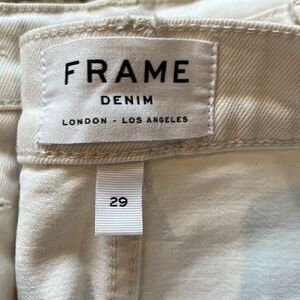 FRAME
DENIM
LONDON - LOS ANGELES
29